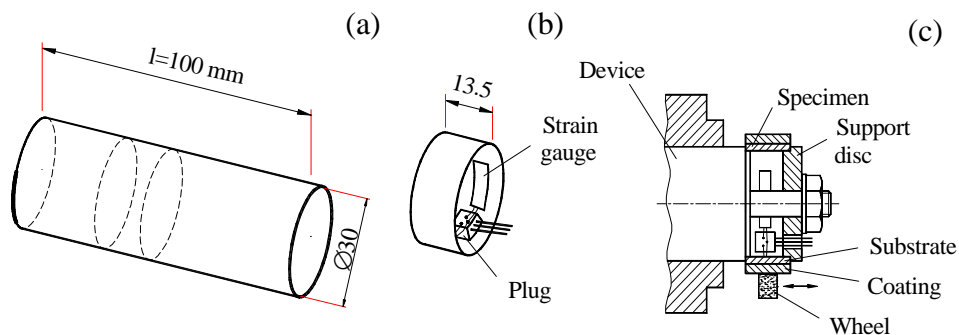 (a)
l=100 mm
Ø30
(b)
13.5
Strain
gauge
Plug
(c)
Device
Specimen
Support
disc
Substrate
Coating
Wheel